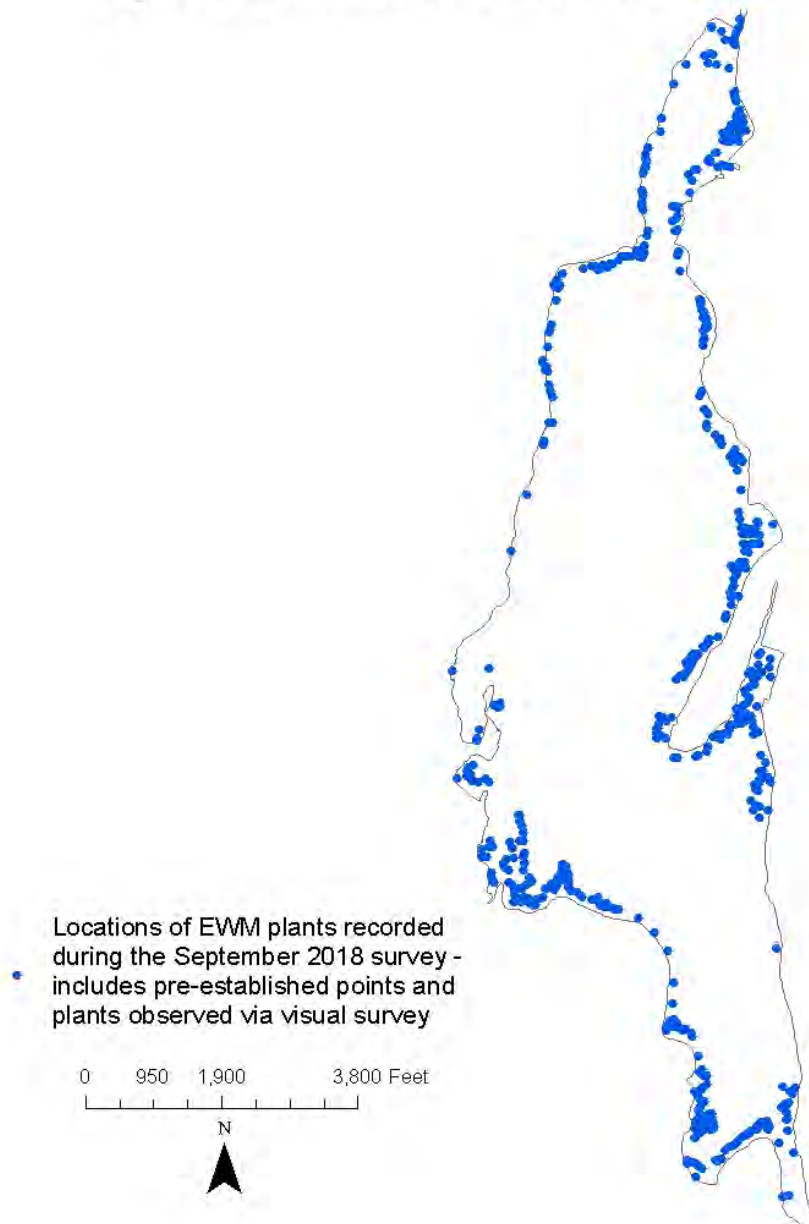 Locations of EWM plants recorded
during the September 2018 survey -
includes pre-established points and
plants observed via visual survey
0 950 1,900 3,800 Feet
N